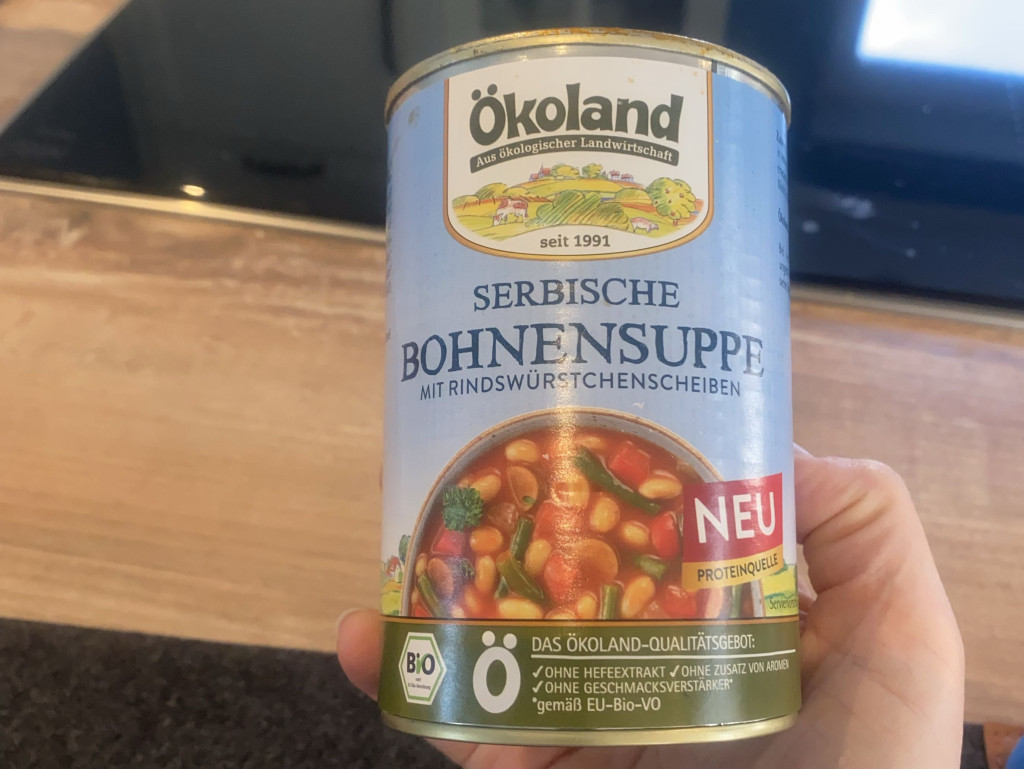 Ökoland
Aus ökologischer Landwirtschaft
seit 1991
SERBISCHE
BOHNENSUPPE
MIT RINDSWÜRSTCHENSCHEIBEN
NEU
PROTEINQUELLE
BiO
DAS ÖKOLAND-QUALITÄTSGEBOT:
✓OHNE HEFEEXTRAKT ✓OHNE ZUSATZ VON AROMEN
✓OHNE GESCHMACKSVERSTÄRKER*
*gemäß EU-Bio-VO